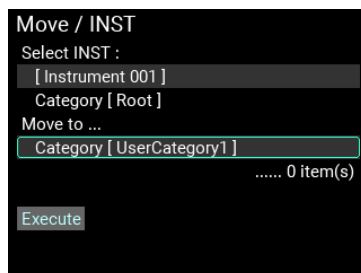 Move / INST
Select INST :
[ Instrument 001 ]
Category [ Root ]
Move to ...
Category [ UserCategory1 ]
...... 0 item(s)
Execute